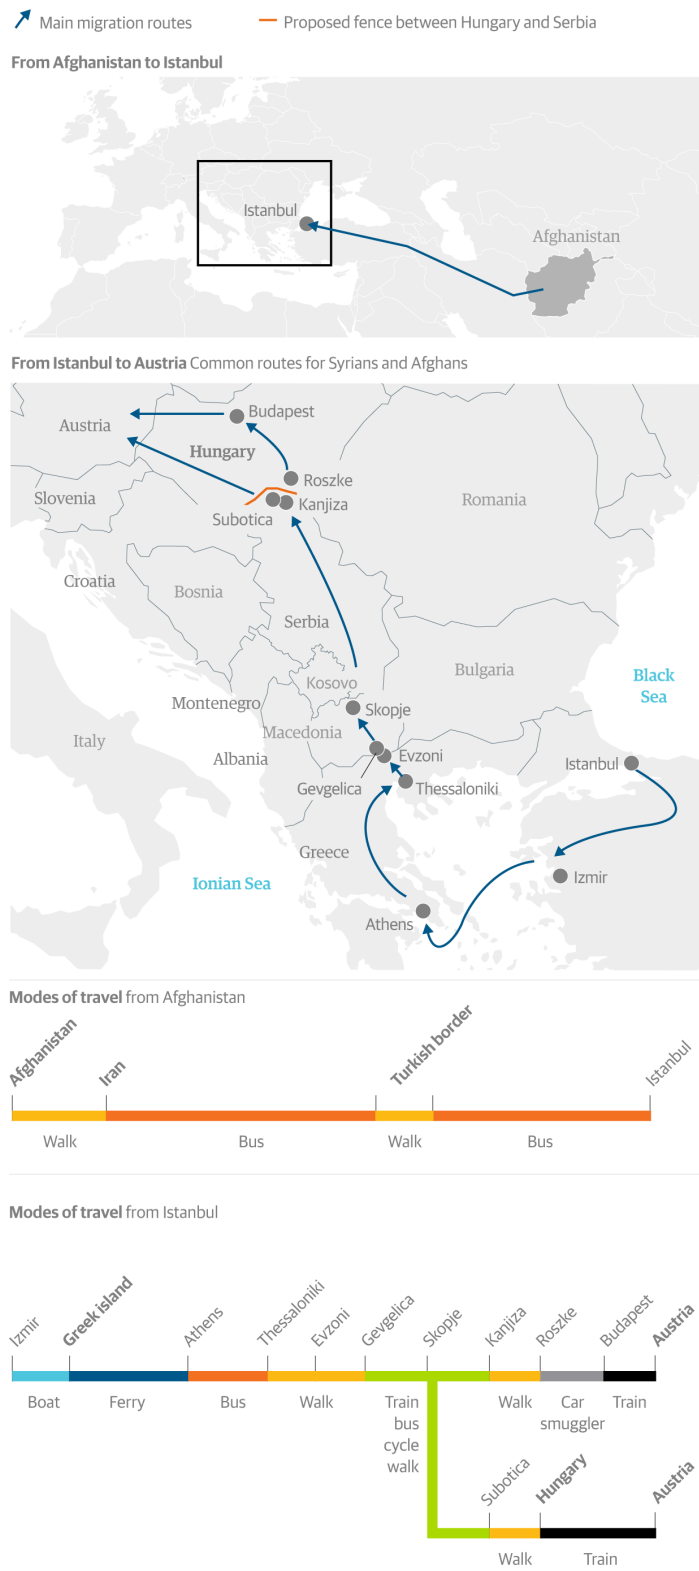 Main migration routes
Proposed fence between Hungary and Serbia
From Afghanistan to Istanbul
Istanbul
Afghanistan
From Istanbul to Austria Common routes for Syrians and Afghans
Budapest
Austria
Hungary
Roszke
Slovenia
Kanjiza
Romania
Subotica
Croatia
Bosnia
Serbia
Bulgaria
Black
Sea
Kosovo
Montenegro
Skopje
Macedonia
Italy
Albania
Evzoni
Istanbul
Gevgelica
Thessaloniki
Greece
Ionian Sea
Izmir
Athens
Modes of travel from Afghanistan
Afghanistan
Iran
Turkish border
Istanbul
Walk
Bus
Walk
Bus
Modes of travel from Istanbul
Izmir
Greek island
Athens
Thessaloniki
Evzoni
Gevgelica
Skopje
Kanjiza
Roszke
Budapest
Austria
Boat
Ferry
Bus
Walk
Train
bus
cycle
walk
Walk
Car
smuggler
Train
Subotica
Hungary
Austria
Walk
Train